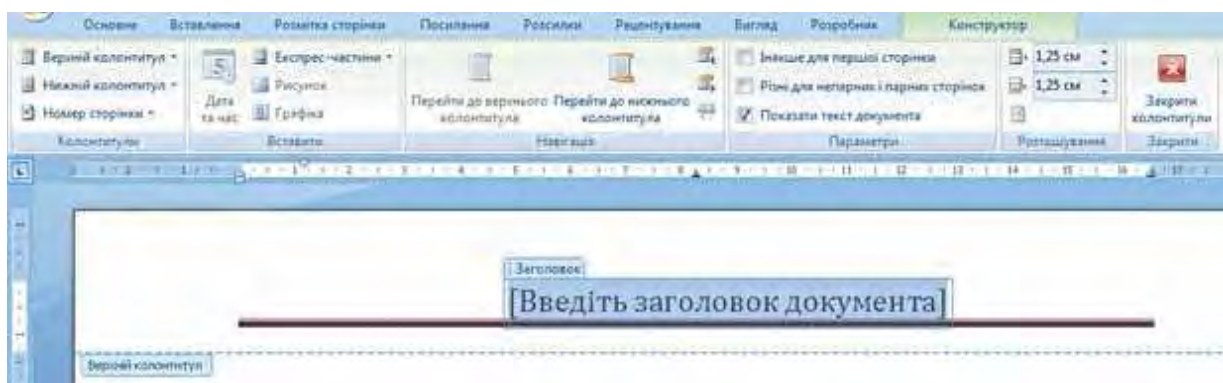 Основне Вставлення Розмітка сторінки Посилання Розсилки Рецензування Вигляд Розробник Конструктор
Верхній колонтитул
Нижній колонтитул
Номер сторінки
Колонтитули
5
Дата та час
Експрес-частини
Рисунок
Графіка
Вставити
Перейти до верхнього колонтитула
Перейти до нижнього колонтитула
Навігація
Інакше для першої сторінки
Різні для непарних і парних сторінок
Показати текст документа
Параметри
1,25 см
1,25 см
Розташування
Закрити колонтитули
Закрити
Заголовок
[Введіть заголовок документа]
Верхній колонтитул